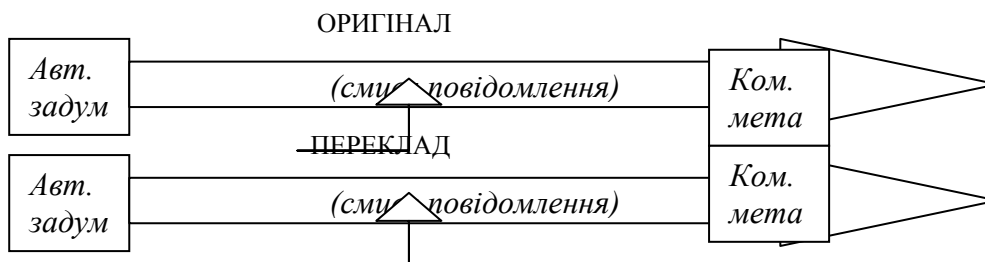 ОРИГІНАЛ
Авт.
задум
(смисл повідомлення)
Ком.
мета
ПЕРЕКЛАД
Авт.
задум
(смисл повідомлення)
Ком.
мета